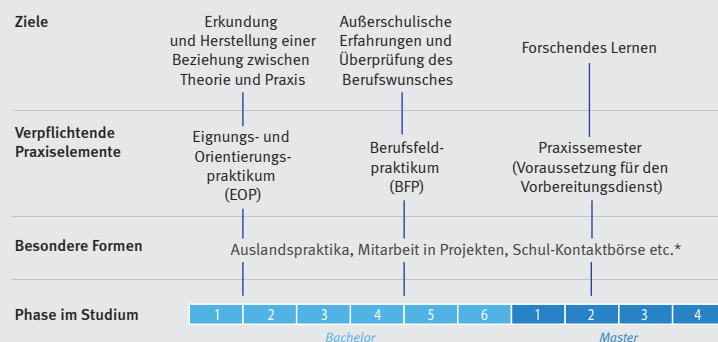 Ziele
Erkundung
und Herstellung einer
Beziehung zwischen
Theorie und Praxis
Außerschulische
Erfahrungen und
Überprüfung des
Berufswunsches
Forschendes Lernen
Verpflichtende
Praxiselemente
Eignungs- und
Orientierungs-
praktikum
(EOP)
Berufsfeld-
praktikum
(BFP)
Praxissemester
(Voraussetzung für den
Vorbereitungsdienst)
Besondere Formen
Auslandspraktika, Mitarbeit in Projekten, Schul-Kontaktbörse etc.*
Phase im Studium
1 2 3 4 5 6 1 2 3 4
Bachelor
Master